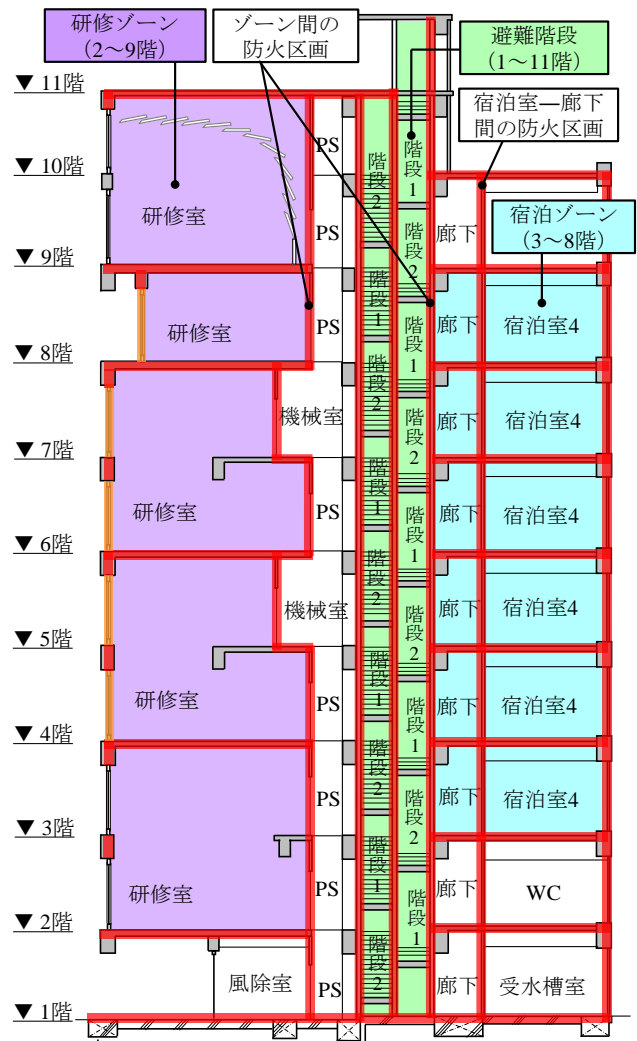 研修ゾーン
(2〜9階)
ゾーン間の
防火区画
避難階段
(1〜11階)
宿泊室―廊下
間の防火区画
▼ 11階
▼ 10階
▼ 9階
▼ 8階
▼ 7階
▼ 6階
▼ 5階
▼ 4階
▼ 3階
▼ 2階
▼ 1階
研修室
研修室
研修室
研修室
研修室
機械室
機械室
風除室
PS
PS
PS
PS
PS
PS
PS
PS
階段2
階段1
階段2
階段1
階段2
階段1
階段2
階段1
階段2
階段1
階段2
階段1
階段2
階段1
階段2
階段1
階段2
階段1
廊下
廊下
廊下
廊下
廊下
廊下
廊下
廊下
廊下
宿泊ゾーン
(3〜8階)
宿泊室4
宿泊室4
宿泊室4
宿泊室4
宿泊室4
宿泊室4
WC
受水槽室